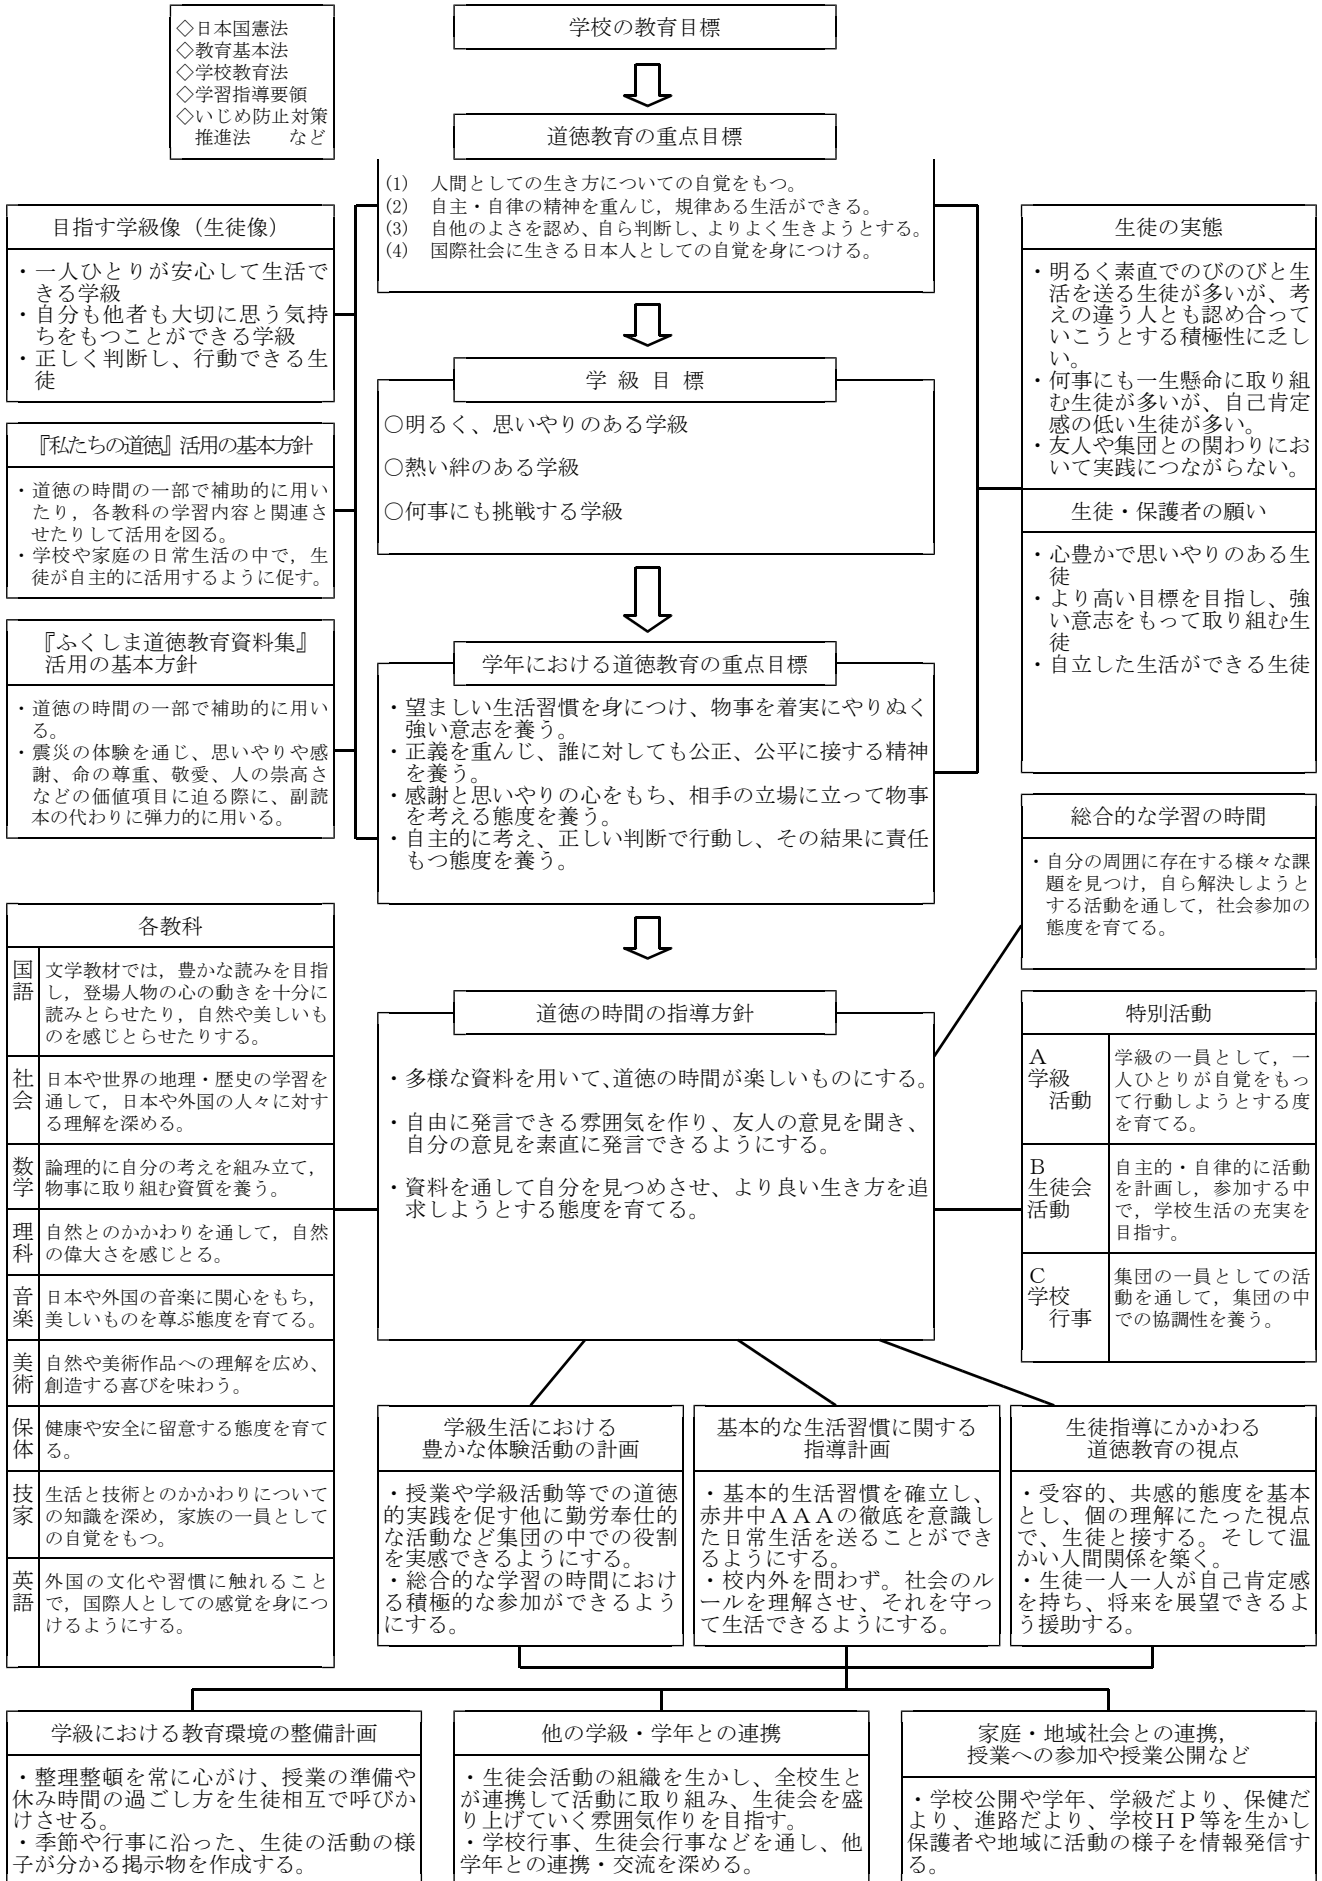 ◇日本国憲法
◇教育基本法
◇学校教育法
◇学習指導要領
◇いじめ防止対策
推進法　　など
学校の教育目標
道徳教育の重点目標
(1)　人間としての生き方についての自覚をもつ。
(2)　自主・自律の精神を重んじ，規律ある生活ができる。
(3)　自他のよさを認め、自ら判断し、よりよく生きようとする。
(4)　国際社会に生きる日本人としての自覚を身につける。
目指す学級像（生徒像）
・一人ひとりが安心して生活で
きる学級
・自分も他者も大切に思う気持
ちをもつことができる学級
・正しく判断し、行動できる生
徒
『私たちの道徳』活用の基本方針
・道徳の時間の一部で補助的に用い
たり，各教科の学習内容と関連さ
せたりして活用を図る。
・学校や家庭の日常生活の中で，生
徒が自主的に活用するように促す。
『ふくしま道徳教育資料集』
活用の基本方針
・道徳の時間の一部で補助的に用い
る。
・震災の体験を通じ、思いやりや感
謝、命の尊重、敬愛、人の崇高さ
などの価値項目に迫る際に、副読
本の代わりに弾力的に用いる。
学 級 目 標
○明るく、思いやりのある学級
○熱い絆のある学級
○何事にも挑戦する学級
学年における道徳教育の重点目標
・望ましい生活習慣を身につけ、物事を着実にやりぬく
強い意志を養う。
・正義を重んじ、誰に対しても公正、公平に接する精神
を養う。
・感謝と思いやりの心をもち、相手の立場に立って物事
を考える態度を養う。
・自主的に考え、正しい判断で行動し、その結果に責任
もつ態度を養う。
生徒の実態
・明るく素直でのびのびと生
活を送る生徒が多いが、考
えの違う人とも認め合って
いこうとする積極性に乏し
い。
・何事にも一生懸命に取り組
む生徒が多いが、自己肯定
感の低い生徒が多い。
・友人や集団との関わりにお
いて実践につながらない。
生徒・保護者の願い
・心豊かで思いやりのある生
徒
・より高い目標を目指し、強
い意志をもって取り組む生
徒
・自立した生活ができる生徒
総合的な学習の時間
・自分の周囲に存在する様々な課
題を見つけ，自ら解決しようと
する活動を通して，社会参加の
態度を育てる。
各教科
国語
文学教材では，豊かな読みを目指
し，登場人物の心の動きを十分に
読みとらせたり，自然や美しいも
のを感じとらせたりする。
社会
日本や世界の地理・歴史の学習を
通して，日本や外国の人々に対す
る理解を深める。
数学
論理的に自分の考えを組み立て，
物事に取り組む資質を養う。
理科
自然とのかかわりを通して，自然
の偉大さを感じとる。
音楽
日本や外国の音楽に関心をもち，
美しいものを尊ぶ態度を育てる。
美術
自然や美術作品への理解を広め、
創造する喜びを味わう。
保体
健康や安全に留意する態度を育て
る。
技家
生活と技術とのかかわりについて
の知識を深め，家族の一員として
の自覚をもつ。
英語
外国の文化や習慣に触れること
で，国際人としての感覚を身につ
けるようにする。
道徳の時間の指導方針
・多様な資料を用いて、道徳の時間が楽しいものにする。
・自由に発言できる雰囲気を作り、友人の意見を聞き、
自分の意見を素直に発言できるようにする。
・資料を通して自分を見つめさせ、より良い生き方を追
求しようとする態度を育てる。
特別活動
A
学級
活動
学級の一員として，一
人ひとりが自覚をもっ
て行動しようとする度
を育てる。
B
生徒会
活動
自主的・自律的に活動
を計画し，参加する中
で，学校生活の充実を
目指す。
C
学校
行事
集団の一員としての活
動を通して，集団の中
での協調性を養う。
学級生活における
豊かな体験活動の計画
・授業や学級活動等での道徳
的実践を促す他に勤労奉仕的
な活動など集団の中での役割
を実感できるようにする。
・総合的な学習の時間におけ
る積極的な参加ができるよう
にする。
基本的な生活習慣に関する
指導計画
・基本的生活習慣を確立し、
赤井中ＡＡＡの徹底を意識し
た日常生活を送ることができ
るようにする。
・校内外を問わず。社会のル
ールを理解させ、それを守っ
て生活できるようにする。
生徒指導にかかわる
道徳教育の視点
・受容的、共感的態度を基本
とし、個の理解にたった視点
で、生徒と接する。そして温
かい人間関係を築く。
・生徒一人一人が自己肯定感
を持ち、将来を展望できるよ
う援助する。
学級における教育環境の整備計画
・整理整頓を常に心がけ、授業の準備や
休み時間の過ごし方を生徒相互で呼びか
けさせる。
・季節や行事に沿った、生徒の活動の様
子が分かる掲示物を作成する。
他の学級・学年との連携
・生徒会活動の組織を生かし、全校生と
が連携して活動に取り組み、生徒会を盛
り上げていく雰囲気作りを目指す。
・学校行事、生徒会行事などを通し、他
学年との連携・交流を深める。
家庭・地域社会との連携，
授業への参加や授業公開など
・学校公開や学年、学級だより、保健だ
より、進路だより、学校ＨＰ等を生かし
保護者や地域に活動の様子を情報発信す
る。